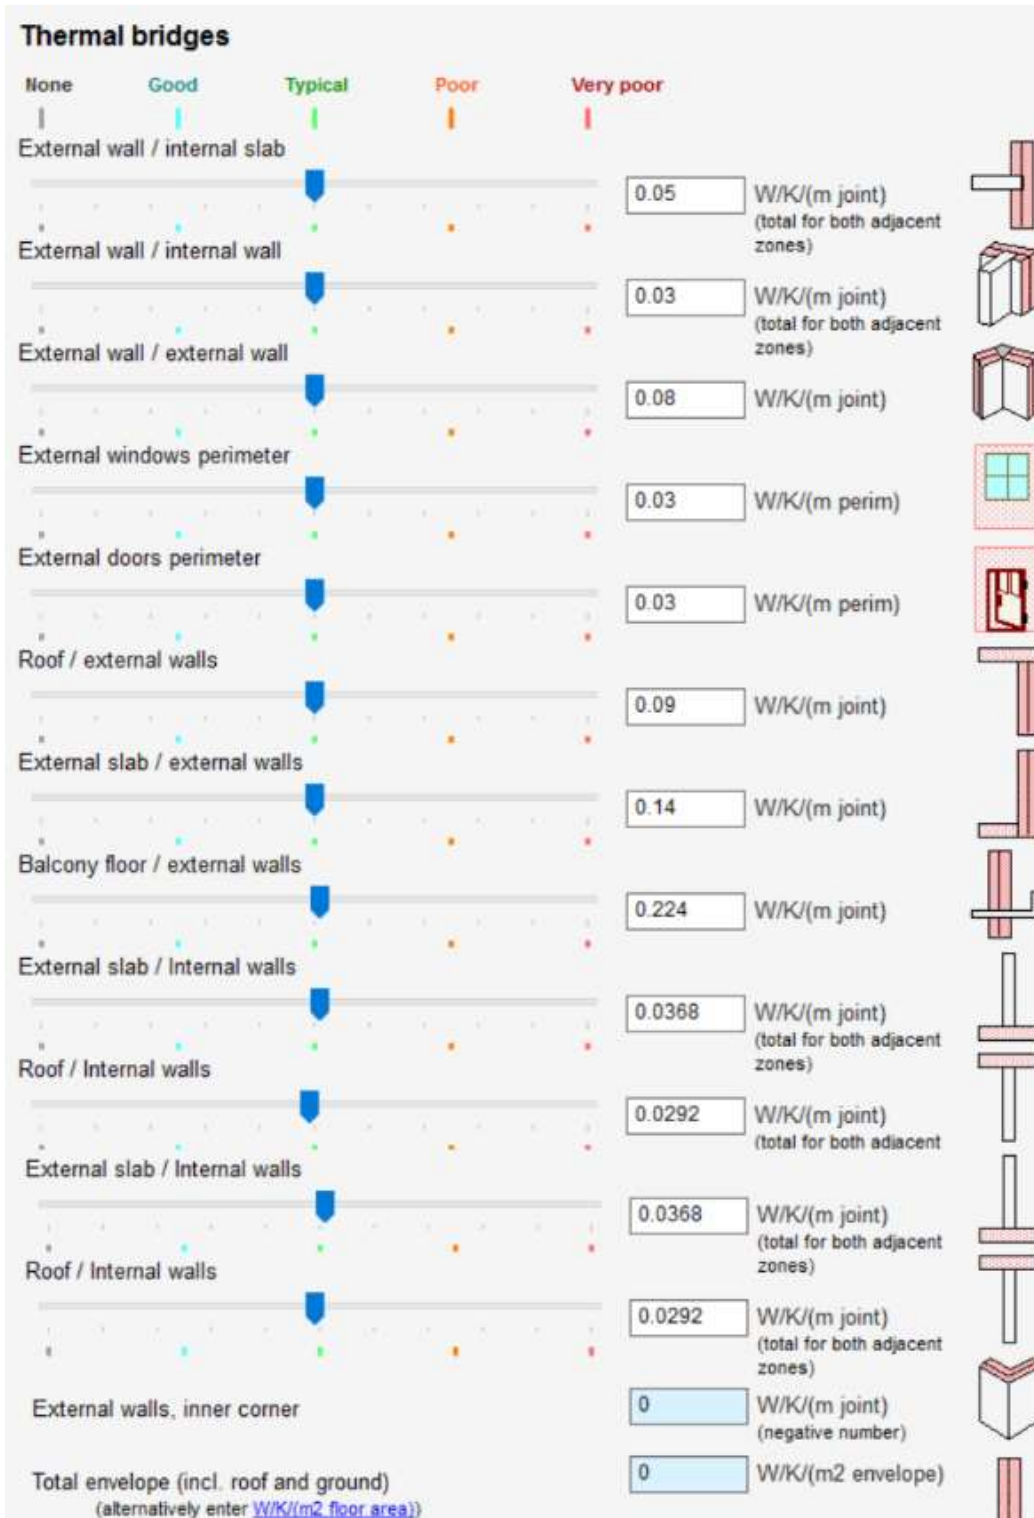 Thermal bridges
None Good Typical Poor Very poor
External wall / internal slab
0.05 W/K/(m joint)
(total for both adjacent
zones)
External wall / internal wall
0.03 W/K/(m joint)
(total for both adjacent
zones)
External wall / external wall
0.08 W/K/(m joint)
External windows perimeter
0.03 W/K/(m perim)
External doors perimeter
0.03 W/K/(m perim)
Roof / external walls
0.09 W/K/(m joint)
External slab / external walls
0.14 W/K/(m joint)
Balcony floor / external walls
0.224 W/K/(m joint)
External slab / Internal walls
0.0368 W/K/(m joint)
(total for both adjacent
zones)
Roof / Internal walls
0.0292 W/K/(m joint)
(total for both adjacent
External slab / Internal walls
0.0368 W/K/(m joint)
(total for both adjacent
zones)
Roof / Internal walls
0.0292 W/K/(m joint)
(total for both adjacent
zones)
External walls, inner corner
0 W/K/(m joint)
(negative number)
Total envelope (incl. roof and ground)
0 W/K/(m2 envelope)
(alternatively enter W/K/(m2 floor area))